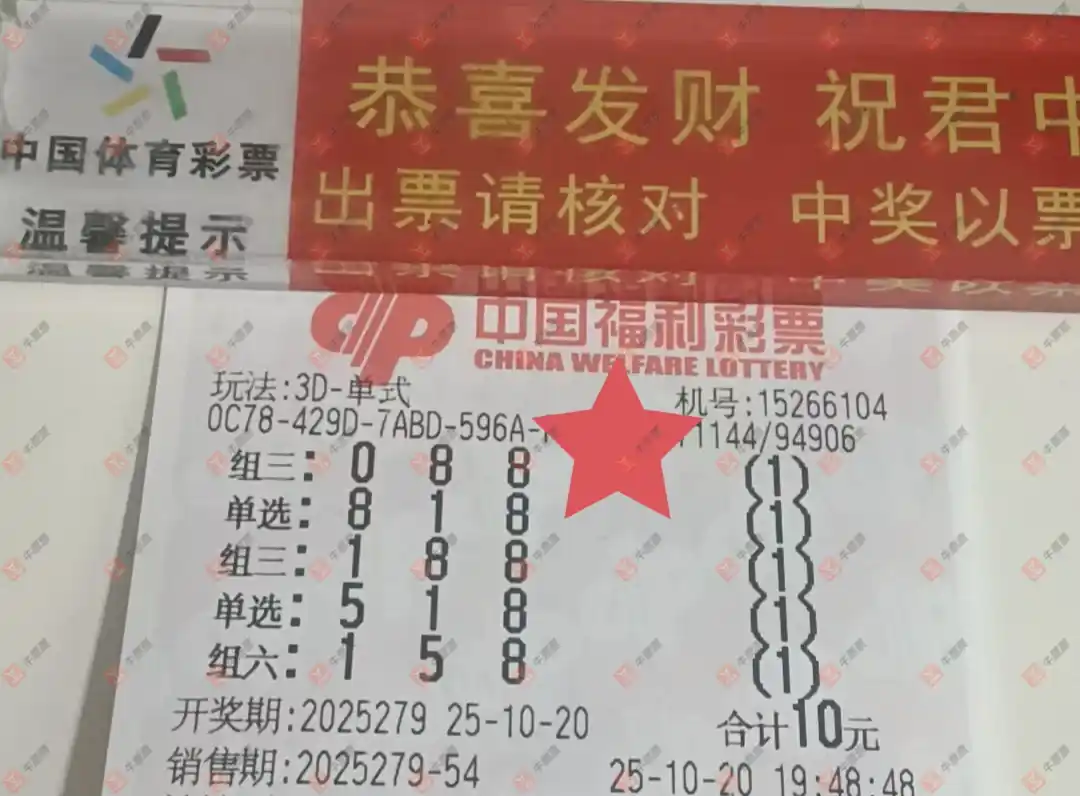 恭喜发财 祝君中
中国体育彩票
出票请核对 中奖以票
温馨提示
中国福利彩票
CHINA WELFARE LOTTERY
玩法:3D-单式 机号:15266104
0C78-429D-7ABD-596A- 1144/94906
组三: 0 8 8 (1)
单选: 8 1 8 (1)
组三: 1 8 8 (1)
单选: 5 1 8 (1)
组六: 1 5 8 (1)
开奖期:2025279 25-10-20 合计10元
销售期:2025279-54 25-10-20 19:48:48